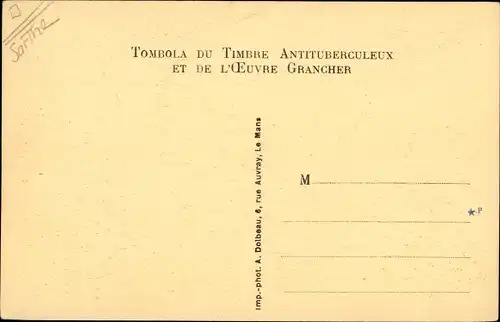 Sarthe
TOMBOLA DU TIMBRE ANTITUBERCULEUX
ET DE L'ŒUVRE GRANCHER
Imp.-phot. A. Dolbeau, 6, rue Auvray, Le Mans
M
*P